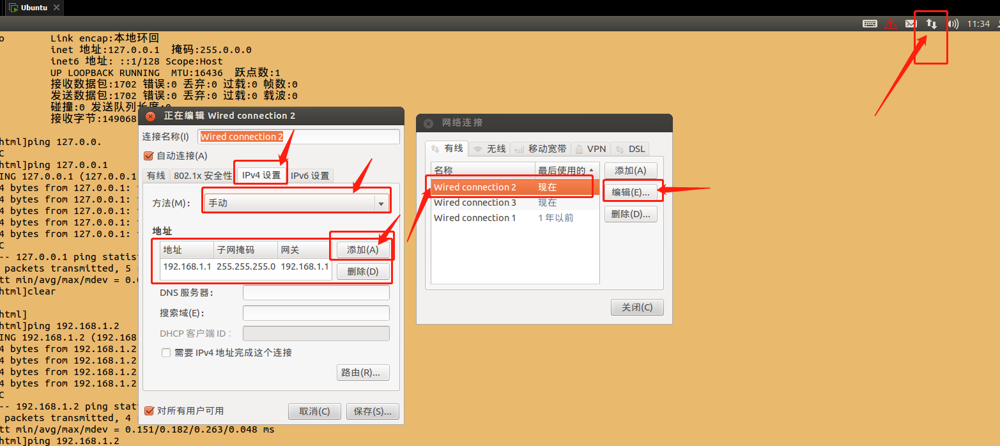 Ubuntu
11:34
o Link encap:本地环回
inet 地址:127.0.0.1 掩码:255.0.0.0
inet6 地址: ::1/128 Scope:Host
UP LOOPBACK RUNNING MTU:16436 跃点数:1
接收数据包:1702 错误:0 丢弃:0 过载:0 帧数:0
发送数据包:1702 错误:0 丢弃:0 过载:0 载波:0
碰撞:0 发送队列长度:0
接收字节:149068
html]ping 127.0.0.
C
html]ping 127.0.0.1
ING 127.0.0.1 (127.0.0.1
4 bytes from 127.0.0.1:
4 bytes from 127.0.0.1:
4 bytes from 127.0.0.1:
4 bytes from 127.0.0.1:
4 bytes from 127.0.0.1:
C
-- 127.0.0.1 ping statis
packets transmitted, 5
tt min/avg/max/mdev = 0.0
html]clear
html]
html]ping 192.168.1.2
ING 192.168.1.2 (192.168
4 bytes from 192.168.1.2
4 bytes from 192.168.1.2
4 bytes from 192.168.1.2
4 bytes from 192.168.1.2
C
-- 192.168.1.2 ping stat
packets transmitted, 4
tt min/avg/max/mdev = 0.151/0.182/0.263/0.048 ms
html]ping 192.168.1.2
正在编辑 Wired connection 2
连接名称(I) Wired connection 2
自动连接(A)
有线 802.1x 安全性 IPv4 设置 IPv6 设置
方法(M): 手动
地址
地址 子网掩码 网关 添加(A)
192.168.1.1 255.255.255.0 192.168.1.1 删除(D)
DNS 服务器:
搜索域(E):
DHCP 客户端 ID:
需要 IPv4 地址完成这个连接
路由(R)...
对所有用户可用 取消(C) 保存(S)...
网络连接
有线 无线 移动宽带 VPN DSL
名称 最后使用的 添加(A)
Wired connection 2 现在 编辑(E)...
Wired connection 3 现在
Wired connection 1 1 年以前 删除(D)...
关闭(C)